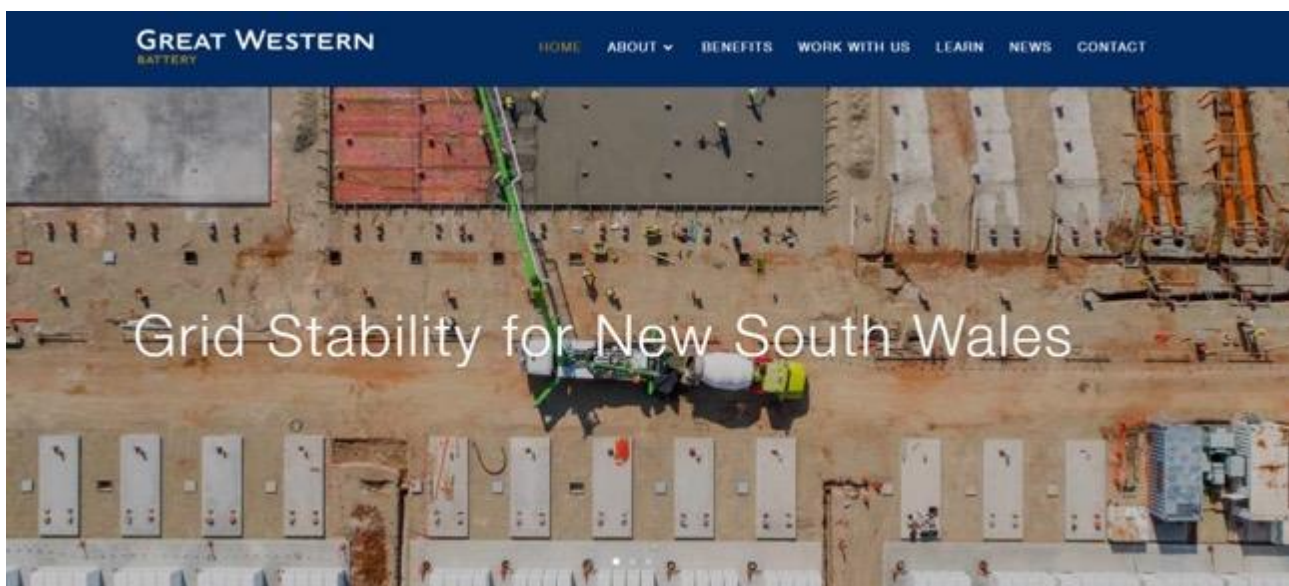 GREAT WESTERN
BATTERY
HOME ABOUT BENEFITS WORK WITH US LEARN NEWS CONTACT
Grid Stability for New South Wales